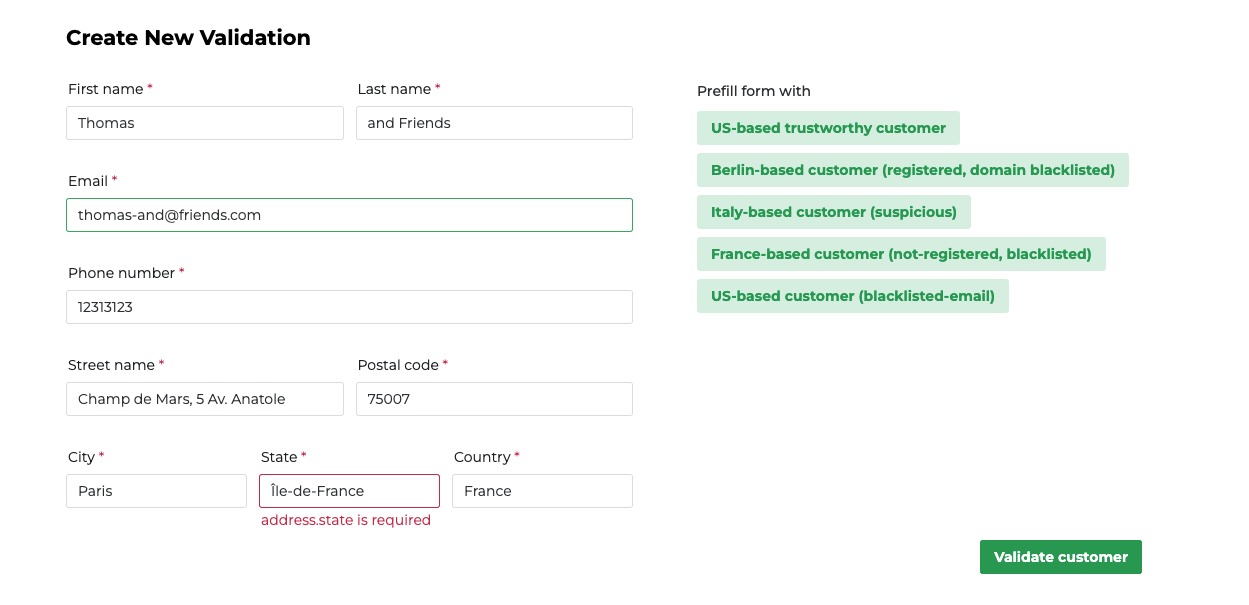 Create New Validation
First name *
Last name *
Thomas
and Friends
Email *
thomas-and@friends.com
Phone number *
12313123
Street name *
Postal code *
Champ de Mars, 5 Av. Anatole
75007
City *
State *
Country *
Paris
Île-de-France
France
address.state is required
Prefill form with
US-based trustworthy customer
Berlin-based customer (registered, domain blacklisted)
Italy-based customer (suspicious)
France-based customer (not-registered, blacklisted)
US-based customer (blacklisted-email)
Validate customer